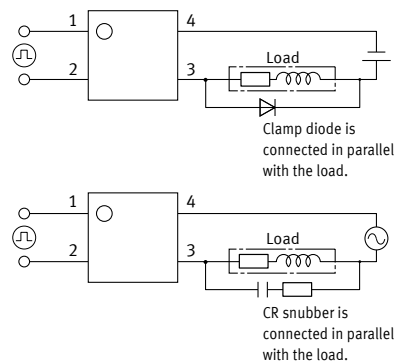 1
4
2
3
Load
Clamp diode is
connected in parallel
with the load.
1
4
2
3
Load
CR snubber is
connected in parallel
with the load.